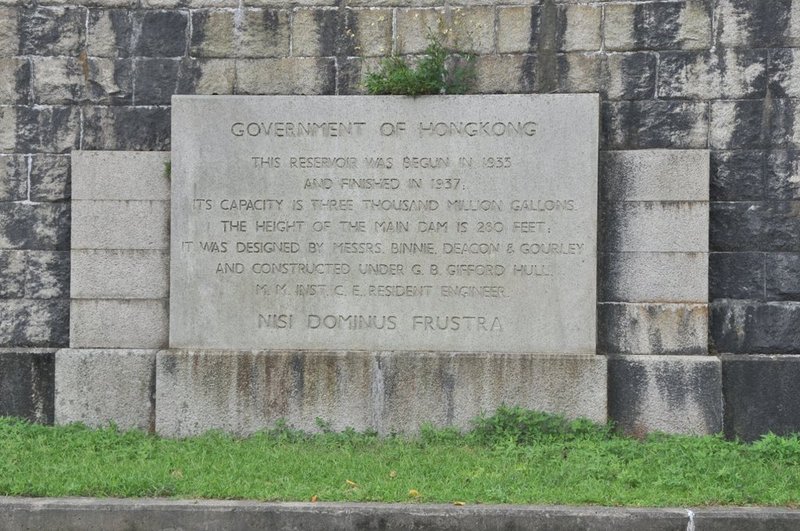 GOVERNMENT OF HONGKONG
THIS RESERVOIR WAS BEGUN IN 1933
AND FINISHED IN 1937:
ITS CAPACITY IS THREE THOUSAND MILLION GALLONS.
THE HEIGHT OF THE MAIN DAM IS 280 FEET:
IT WAS DESIGNED BY MESSRS. BINNIE, DEACON & GOURLEY
AND CONSTRUCTED UNDER G. B. GIFFORD HULL,
M. M. INST. C. E., RESIDENT ENGINEER.
NISI DOMINUS FRUSTRA